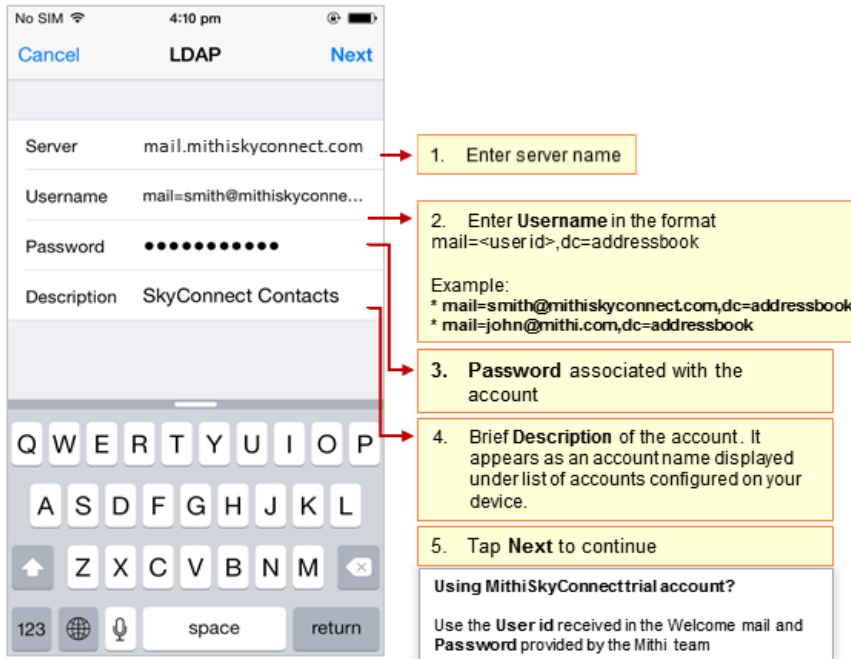 No SIM 4:10 pm
Cancel LDAP Next
Server mail.mithiskyconnect.com
Username mail=smith@mithiskyconne...
Password ●●●●●●●●●●●
Description SkyConnect Contacts
Q W E R T Y U I O P
A S D F G H J K L
Z X C V B N M
123 space return
1. Enter server name
2. Enter Username in the format
mail=<user id>,dc=addressbook
Example:
* mail=smith@mithiskyconnect.com,dc=addressbook
* mail=john@mithi.com,dc=addressbook
3. Password associated with the
account
4. Brief Description of the account. It
appears as an account name displayed
under list of accounts configured on your
device.
5. Tap Next to continue
Using MithiSkyConnect trial account?
Use the User id received in the Welcome mail and
Password provided by the Mithi team